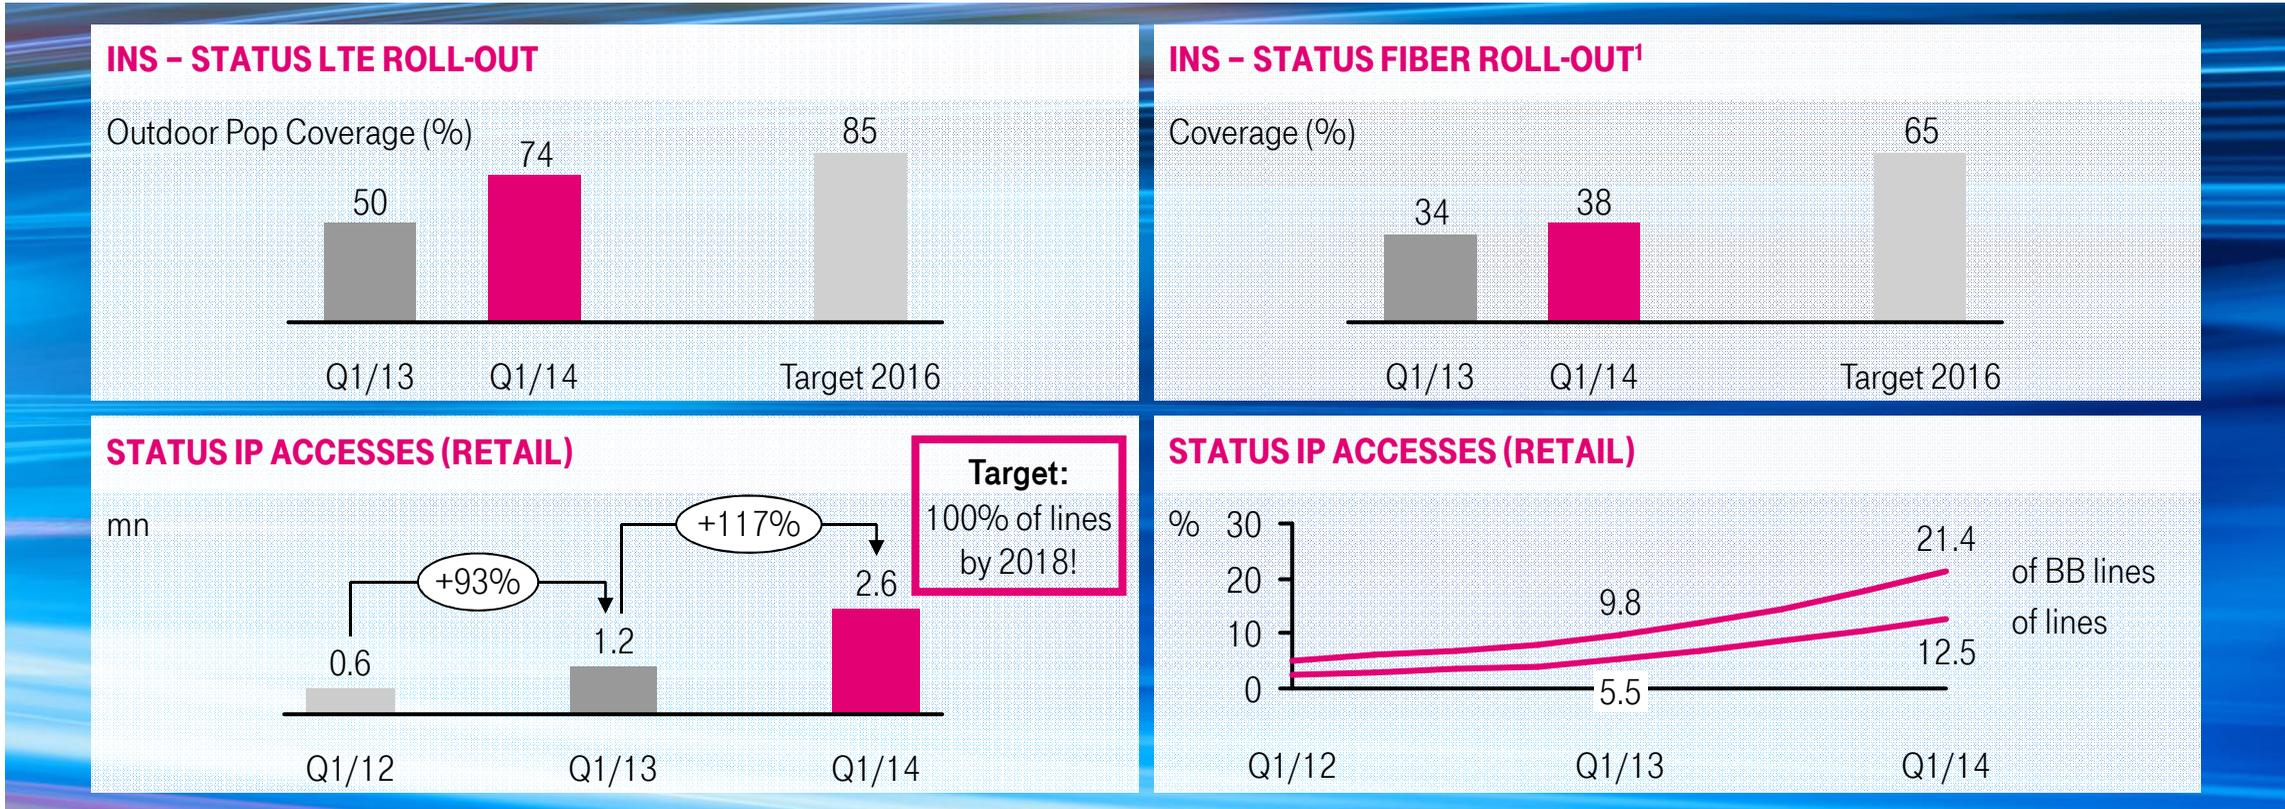 INS – STATUS LTE ROLL-OUT
Outdoor Pop Coverage (%)
50
74
85
Q1/13
Q1/14
Target 2016
INS – STATUS FIBER ROLL-OUT¹
Coverage (%)
34
38
65
Q1/13
Q1/14
Target 2016
STATUS IP ACCESSES (RETAIL)
Target:
100% of lines
by 2018!
mn
+93%
+117%
0.6
1.2
2.6
Q1/12
Q1/13
Q1/14
STATUS IP ACCESSES (RETAIL)
%
30
20
10
0
9.8
21.4
of BB lines
of lines
5.5
12.5
Q1/12
Q1/13
Q1/14